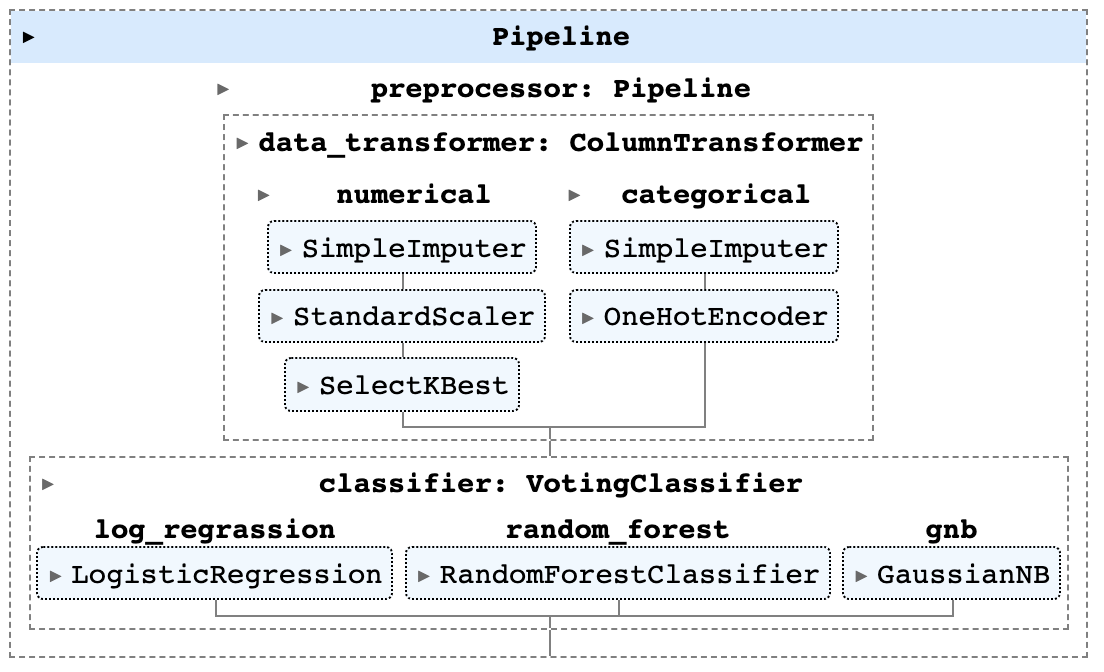 Pipeline
preprocessor: Pipeline
data_transformer: ColumnTransformer
numerical
categorical
SimpleImputer
SimpleImputer
StandardScaler
OneHotEncoder
SelectKBest
classifier: VotingClassifier
log_regrassion
random_forest
gnb
LogisticRegression
RandomForestClassifier
GaussianNB